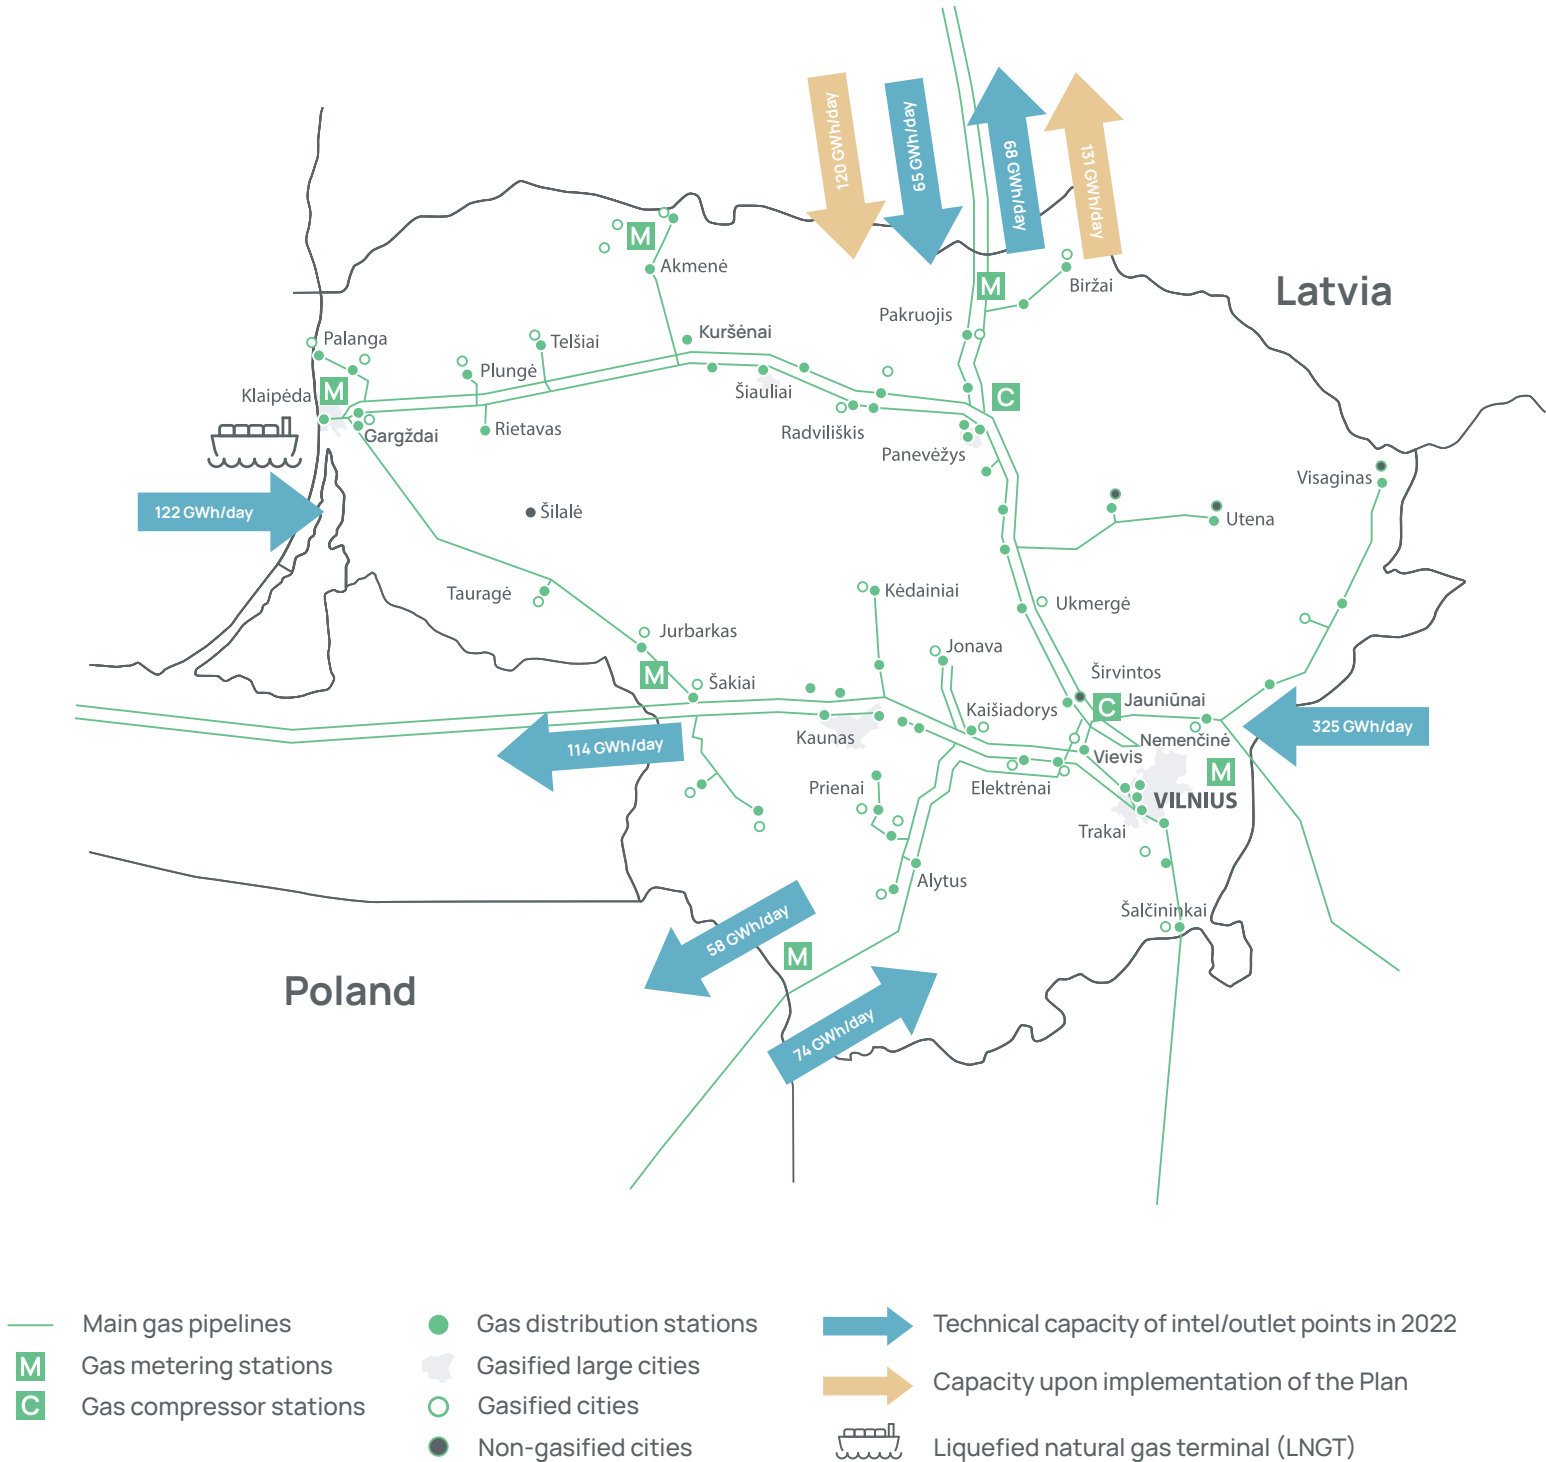 120 GWh/day
65 GWh/day
68 GWh/day
131 GWh/day
Latvia
M
Akmenė
M
Biržai
Pakruojis
Palanga
Telšiai
Kuršėnai
Plungė
Klaipėda
M
Šiauliai
C
Gargždai
Rietavas
Radviliškis
Panevėžys
Visaginas
122 GWh/day
Šilalė
Utena
Tauragė
Kėdainiai
Ukmergė
Jurbarkas
Jonava
M
Šakiai
Širvintos
C
Jauniūnai
Kaišiadorys
325 GWh/day
Kaunas
114 GWh/day
Nemenčinė
Vievis
M
Prienai
Elektrėnai
VILNIUS
Trakai
Alytus
Šalčininkai
58 GWh/day
M
Poland
74 GWh/day
Main gas pipelines
M Gas metering stations
C Gas compressor stations
Gas distribution stations
Gasified large cities
Gasified cities
Non-gasified cities
Technical capacity of intel/outlet points in 2022
Capacity upon implementation of the Plan
Liquefied natural gas terminal (LNGT)